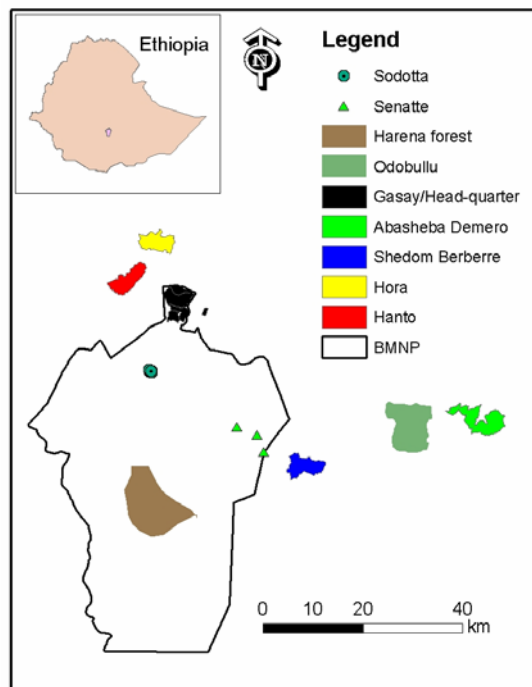 Ethiopia
N
Legend
Sodotta
Senatte
Harena forest
Odobullu
Gasay/Head-quarter
Abasheba Demero
Shedom Berberre
Hora
Hanto
BMNP
0 10 20 40
km